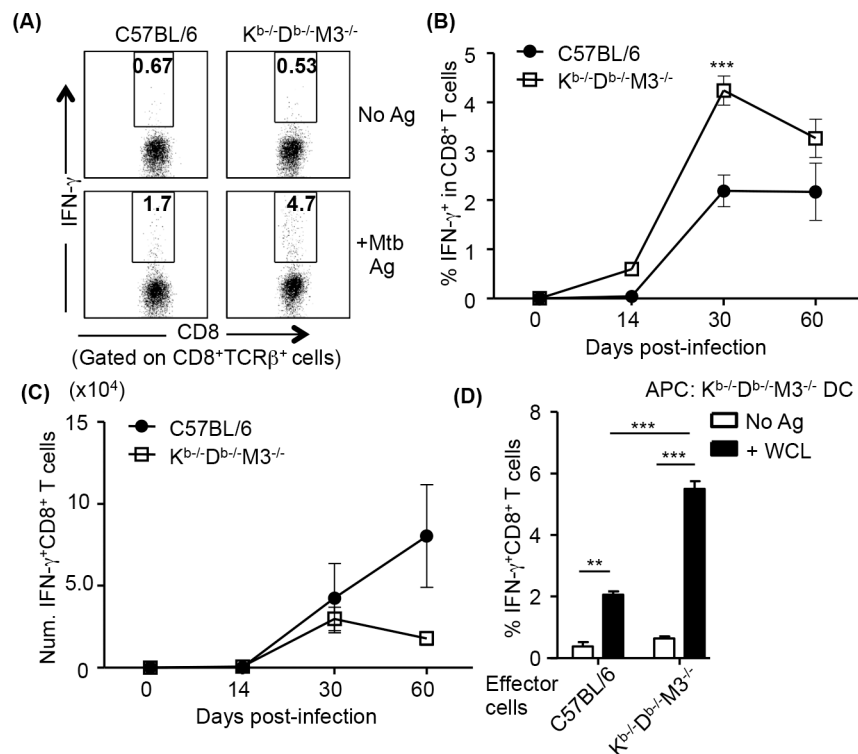 (A)
C57BL/6
Kᵇ⁻/⁻Dᵇ⁻/⁻M3⁻/⁻
0.67
0.53
No Ag
IFN-γ
1.7
4.7
+Mtb
Ag
CD8
(Gated on CD8⁺TCRβ⁺ cells)
(B)
C57BL/6
Kᵇ⁻/⁻Dᵇ⁻/⁻M3⁻/⁻
% IFN-γ⁺ in CD8⁺ T cells
5
4
3
2
1
0
***
0 14 30 60
Days post-infection
(C)
(x10⁴)
C57BL/6
Kᵇ⁻/⁻Dᵇ⁻/⁻M3⁻/⁻
Num. IFN-γ⁺CD8⁺ T cells
15
10
5.0
0
0 14 30 60
Days post-infection
(D)
APC: Kᵇ⁻/⁻Dᵇ⁻/⁻M3⁻/⁻ DC
No Ag
+ WCL
% IFN-γ⁺CD8⁺ T cells
8
6
4
2
0
***
***
**
Effector
cells
C57BL/6
Kᵇ⁻/⁻Dᵇ⁻/⁻M3⁻/⁻